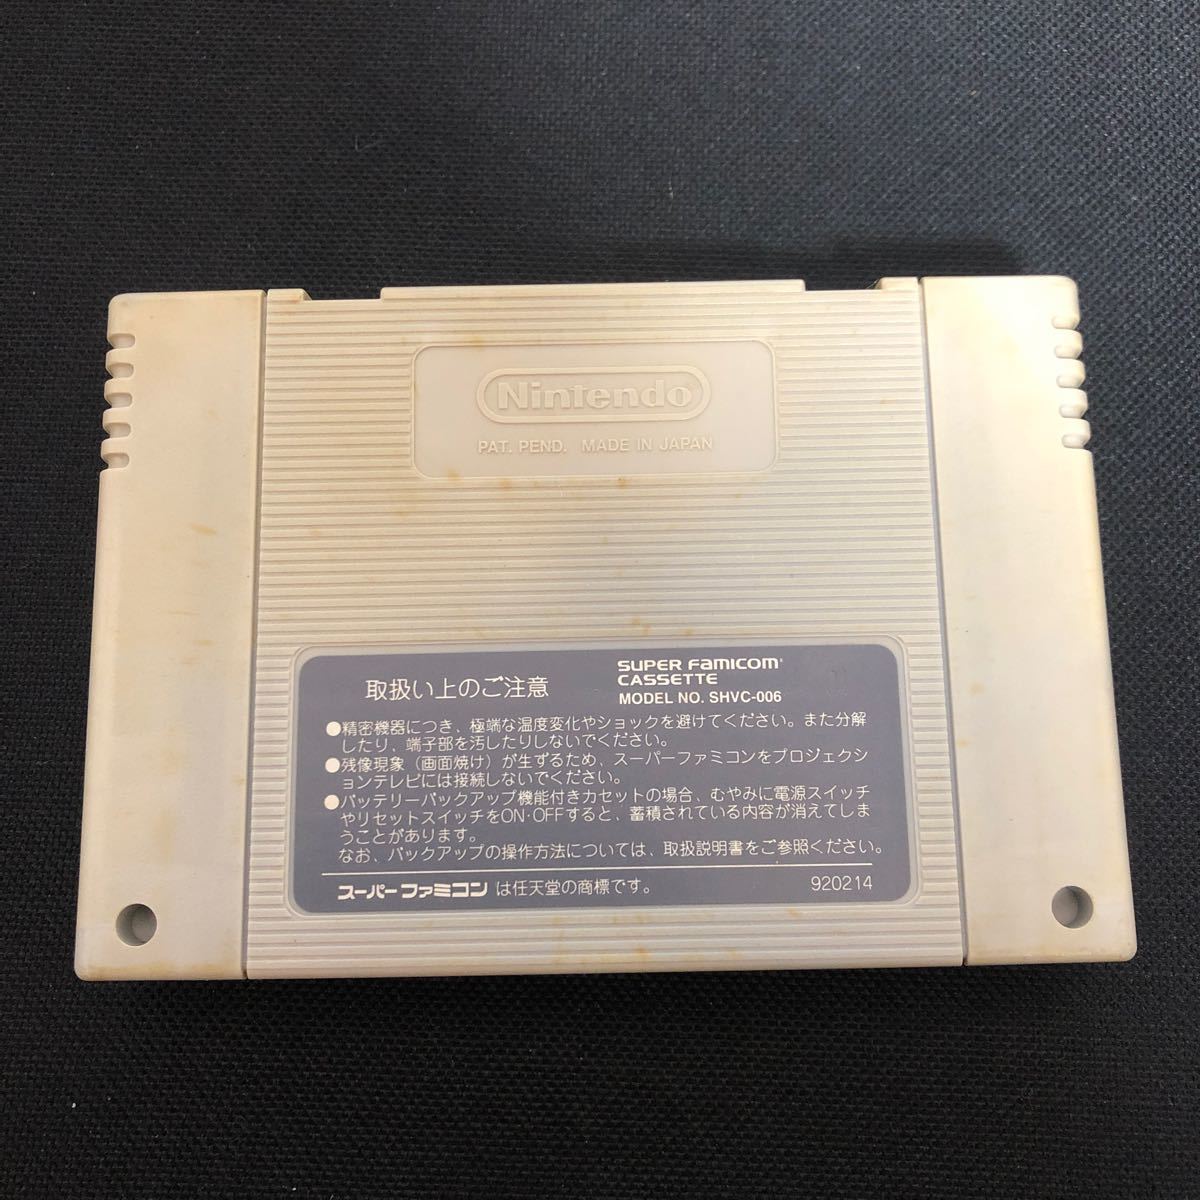 Nintendo
PAT. PEND. MADE IN JAPAN
取扱い上のご注意
SUPER FAMICOM
CASSETTE
MODEL NO. SHVC-006
●精密機器につき、極端な温度変化やショックを避けてください。また分解
したり、端子部を汚したりしないでください。
●残像現象（画面焼け）が生ずるため、スーパーファミコンをプロジェクシ
ョンテレビには接続しないでください。
●バッテリーバックアップ機能付きカセットの場合、むやみに電源スイッチ
やリセットスイッチをON・OFFすると、蓄積されている内容が消えてしま
うことがあります。
なお、バックアップの操作方法については、取扱説明書をご参照ください。
スーパーファミコン は任天堂の商標です。
920214